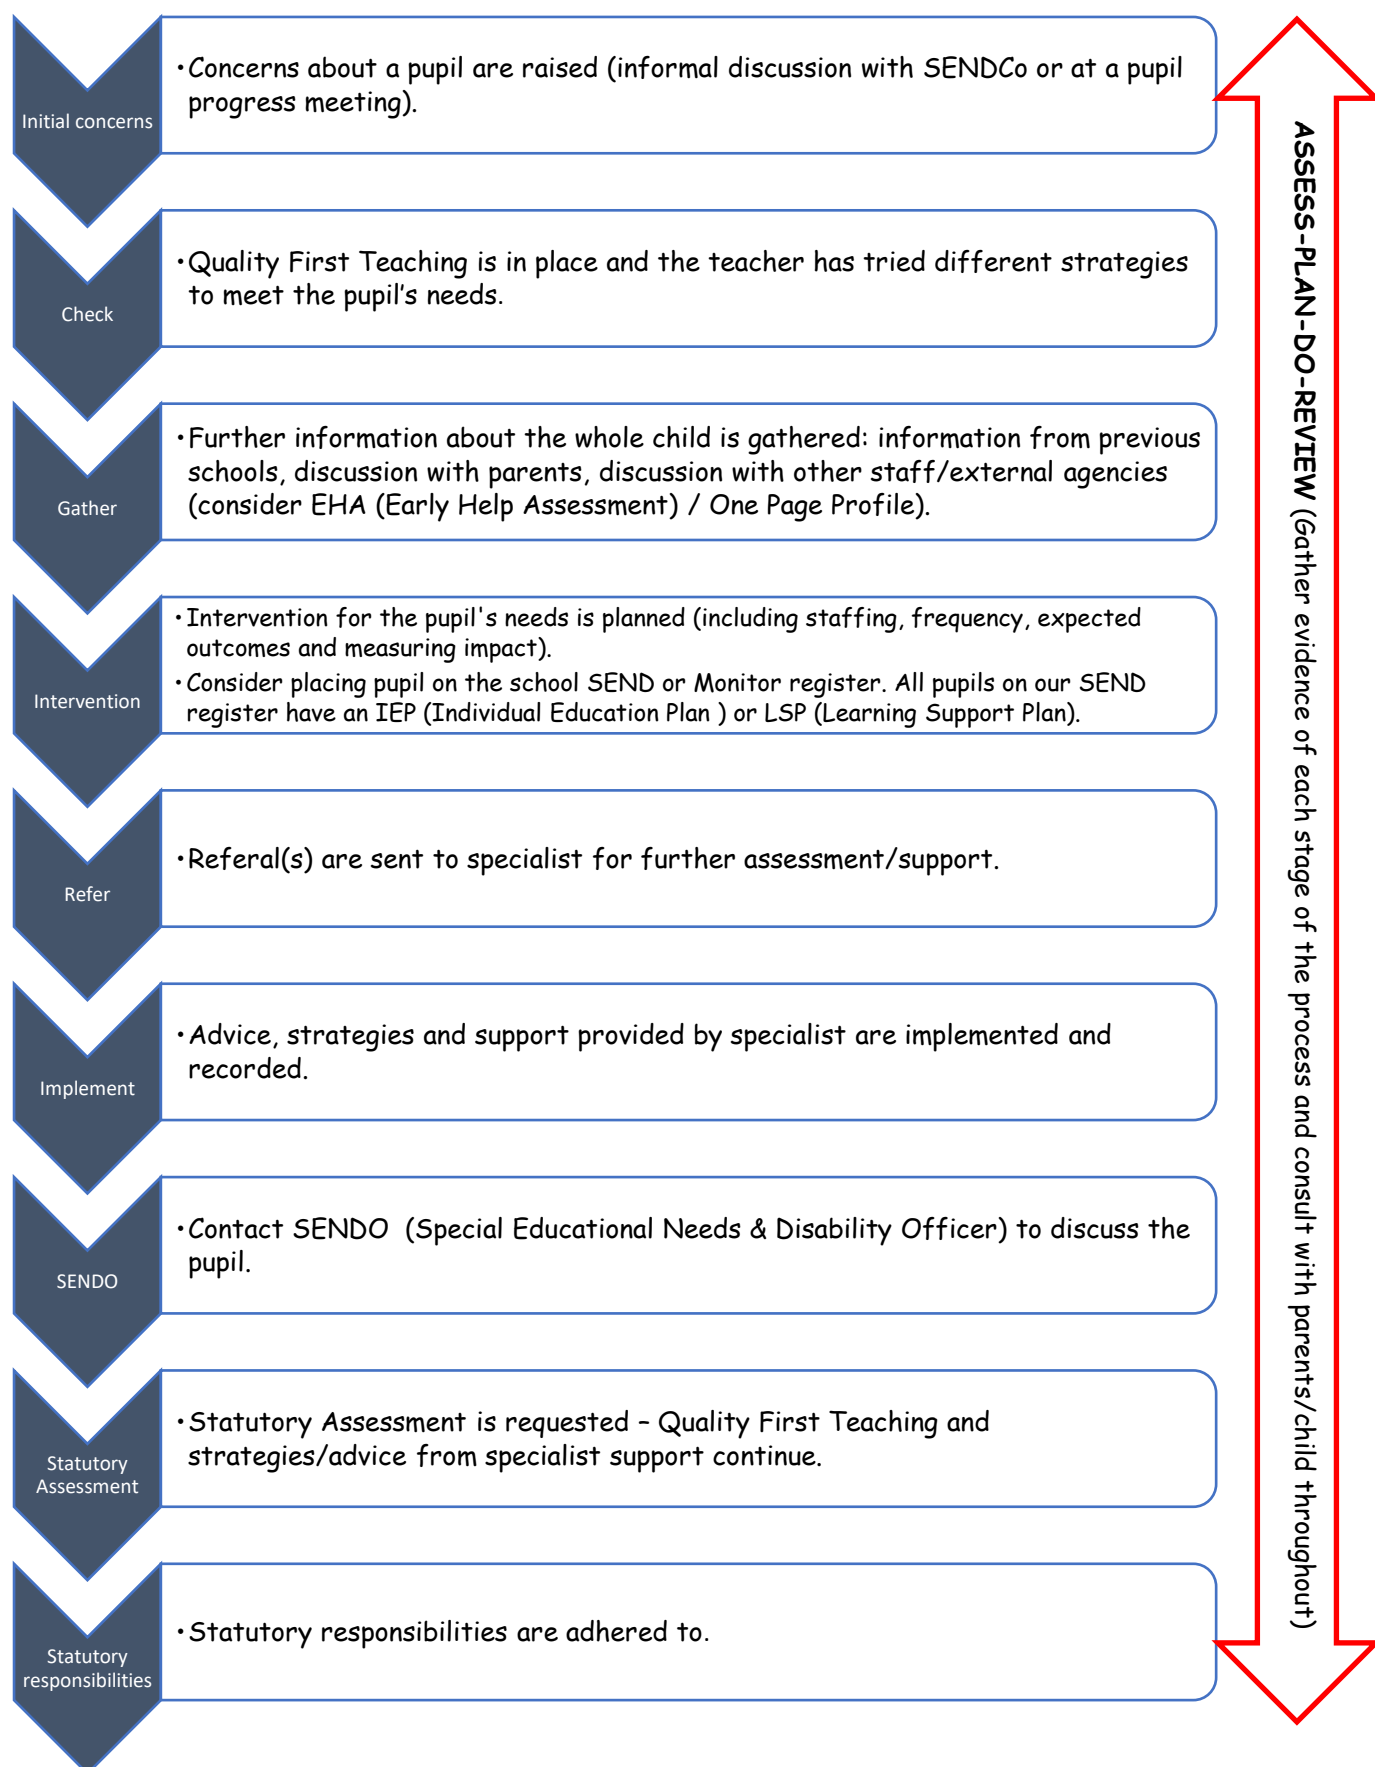 Initial concerns
•Concerns about a pupil are raised (informal discussion with SENDCo or at a pupil
progress meeting).
Check
•Quality First Teaching is in place and the teacher has tried different strategies
to meet the pupil’s needs.
Gather
•Further information about the whole child is gathered: information from previous
schools, discussion with parents, discussion with other staff/external agencies
(consider EHA (Early Help Assessment) / One Page Profile).
Intervention
•Intervention for the pupil's needs is planned (including staffing, frequency, expected
outcomes and measuring impact).
•Consider placing pupil on the school SEND or Monitor register. All pupils on our SEND
register have an IEP (Individual Education Plan ) or LSP (Learning Support Plan).
Refer
•Referal(s) are sent to specialist for further assessment/support.
Implement
•Advice, strategies and support provided by specialist are implemented and
recorded.
SENDO
•Contact SENDO  (Special Educational Needs & Disability Officer) to discuss the
pupil.
Statutory
Assessment
•Statutory Assessment is requested – Quality First Teaching and
strategies/advice from specialist support continue.
Statutory
responsibilities
•Statutory responsibilities are adhered to.
ASSESS-PLAN-DO-REVIEW (Gather evidence of each stage of the process and consult with parents/child throughout)